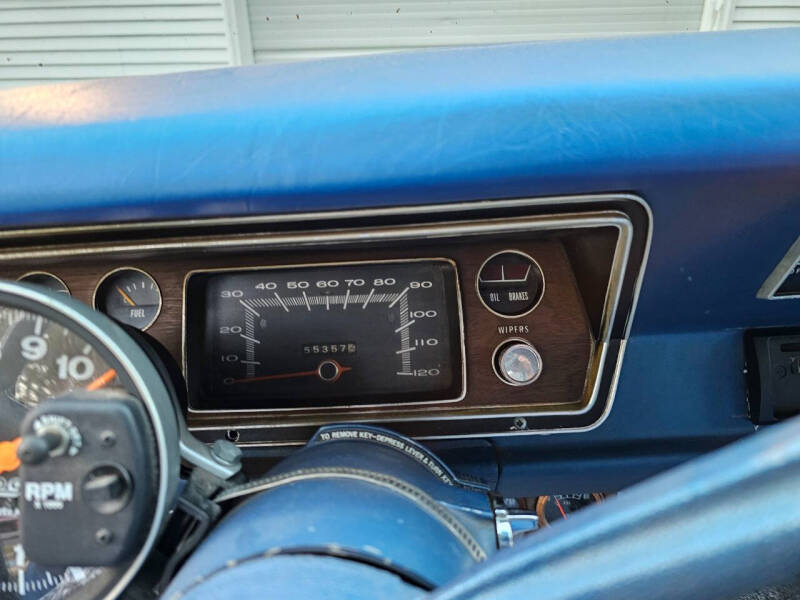 30 40 50 60 70 80 90
20 100
10 110
0 120
55357
FUEL
OIL BRAKES
WIPERS
9
10
RPM
TO REMOVE KEY-DEPRESS LEVER & TURN KEY